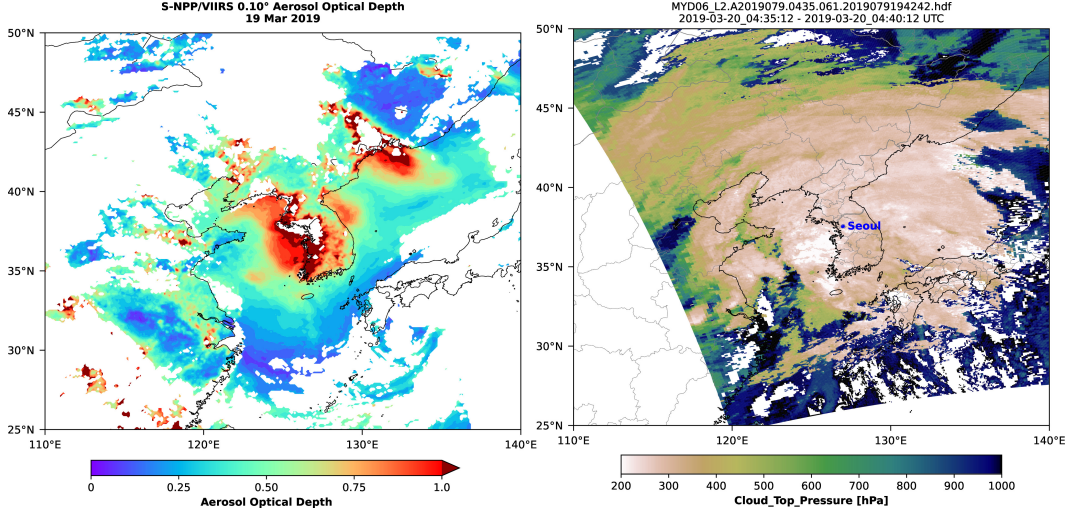 S-NPP/VIIRS 0.10° Aerosol Optical Depth
19 Mar 2019
50°N
45°N
40°N
35°N
30°N
25°N
110°E
120°E
130°E
140°E
0
0.25
0.50
0.75
1.0
Aerosol Optical Depth
MYD06_L2.A2019079.0435.061.2019079194242.hdf
2019-03-20_04:35:12 - 2019-03-20_04:40:12 UTC
50°N
45°N
40°N
35°N
30°N
25°N
Seoul
110°E
120°E
130°E
140°E
200
300
400
500
600
700
800
900
1000
Cloud_Top_Pressure [hPa]